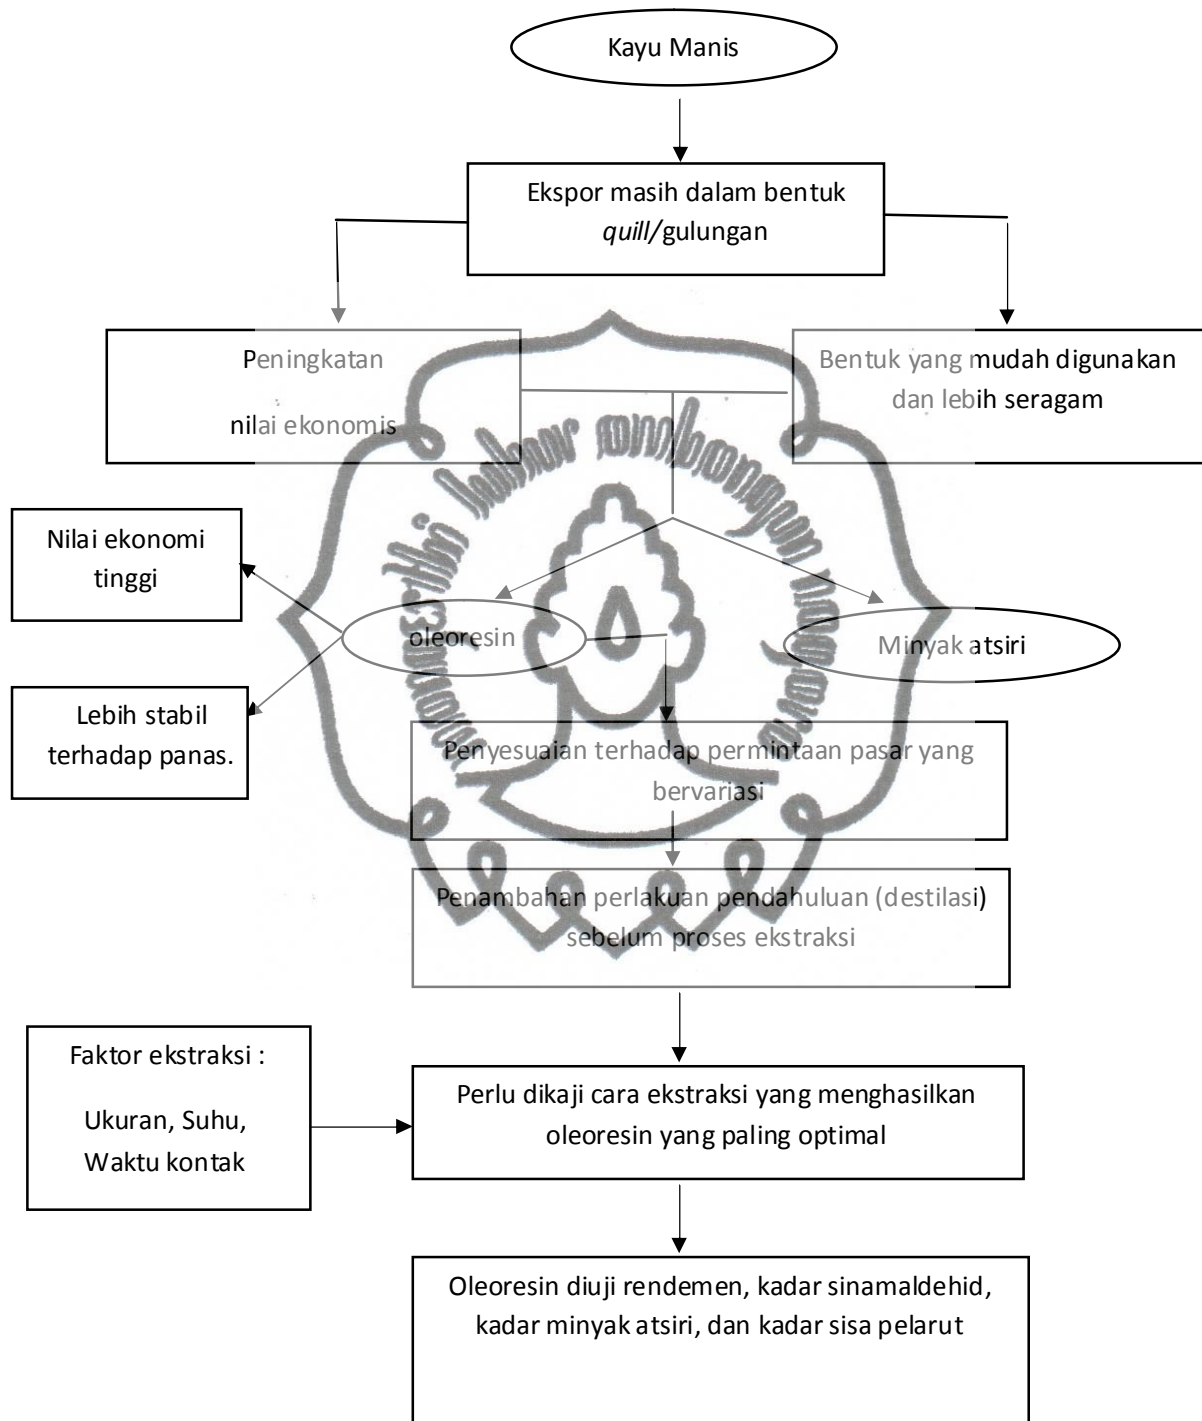 Kayu Manis
Ekspor masih dalam bentuk
quill/gulungan
Peningkatan
nilai ekonomis
Bentuk yang mudah digunakan
dan lebih seragam
Nilai ekonomi
tinggi
oleoresin
Minyak atsiri
Lebih stabil
terhadap panas.
Penyesuaian terhadap permintaan pasar yang
bervariasi
Penambahan perlakuan pendahuluan (destilasi)
sebelum proses ekstraksi
Faktor ekstraksi :
Ukuran, Suhu,
Waktu kontak
Perlu dikaji cara ekstraksi yang menghasilkan
oleoresin yang paling optimal
Oleoresin diuji rendemen, kadar sinamaldehid,
kadar minyak atsiri, dan kadar sisa pelarut